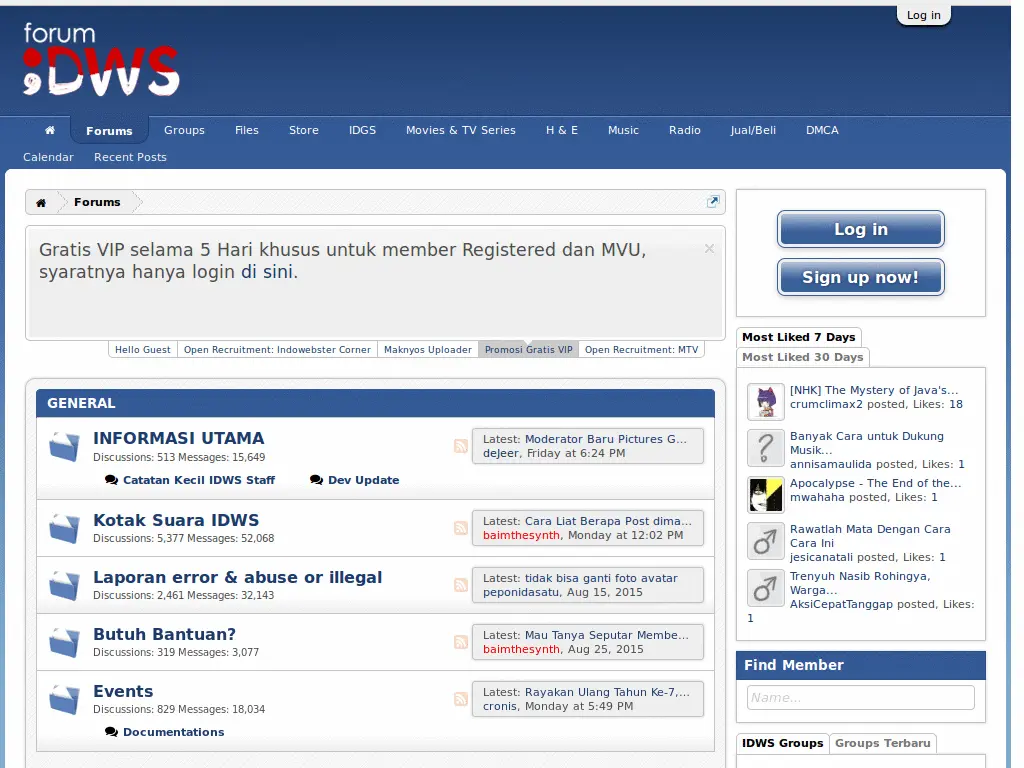 Log in
forum
IDWS
Forums
Groups
Files
Store
IDGS
Movies & TV Series
H & E
Music
Radio
Jual/Beli
DMCA
Calendar
Recent Posts
Forums
Gratis VIP selama 5 Hari khusus untuk member Registered dan MVU,
syaratnya hanya login di sini.
Hello Guest
Open Recruitment: Indowebster Corner
Maknyos Uploader
Promosi Gratis VIP
Open Recruitment: MTV
GENERAL
INFORMASI UTAMA
Discussions: 513 Messages: 15,649
Latest: Moderator Baru Pictures G...
deJeer, Friday at 6:24 PM
Catatan Kecil IDWS Staff
Dev Update
Kotak Suara IDWS
Discussions: 5,377 Messages: 52,068
Latest: Cara Liat Berapa Post dima...
baimthesynth, Monday at 12:02 PM
Laporan error & abuse or illegal
Discussions: 2,461 Messages: 32,143
Latest: tidak bisa ganti foto avatar
peponidasatu, Aug 15, 2015
Butuh Bantuan?
Discussions: 319 Messages: 3,077
Latest: Mau Tanya Seputar Membe...
baimthesynth, Aug 25, 2015
Events
Discussions: 829 Messages: 18,034
Latest: Rayakan Ulang Tahun Ke-7,...
cronis, Monday at 5:49 PM
Documentations
Log in
Sign up now!
Most Liked 7 Days
Most Liked 30 Days
[NHK] The Mystery of Java's...
crumclimax2 posted, Likes: 18
Banyak Cara untuk Dukung
Musik...
annisamaulida posted, Likes: 1
Apocalypse - The End of the...
mwahaha posted, Likes: 1
Rawatlah Mata Dengan Cara
Cara Ini
jesicanatali posted, Likes: 1
Trenyuh Nasib Rohingya,
Warga...
AksiCepatTanggap posted, Likes:
1
Find Member
Name...
IDWS Groups
Groups Terbaru